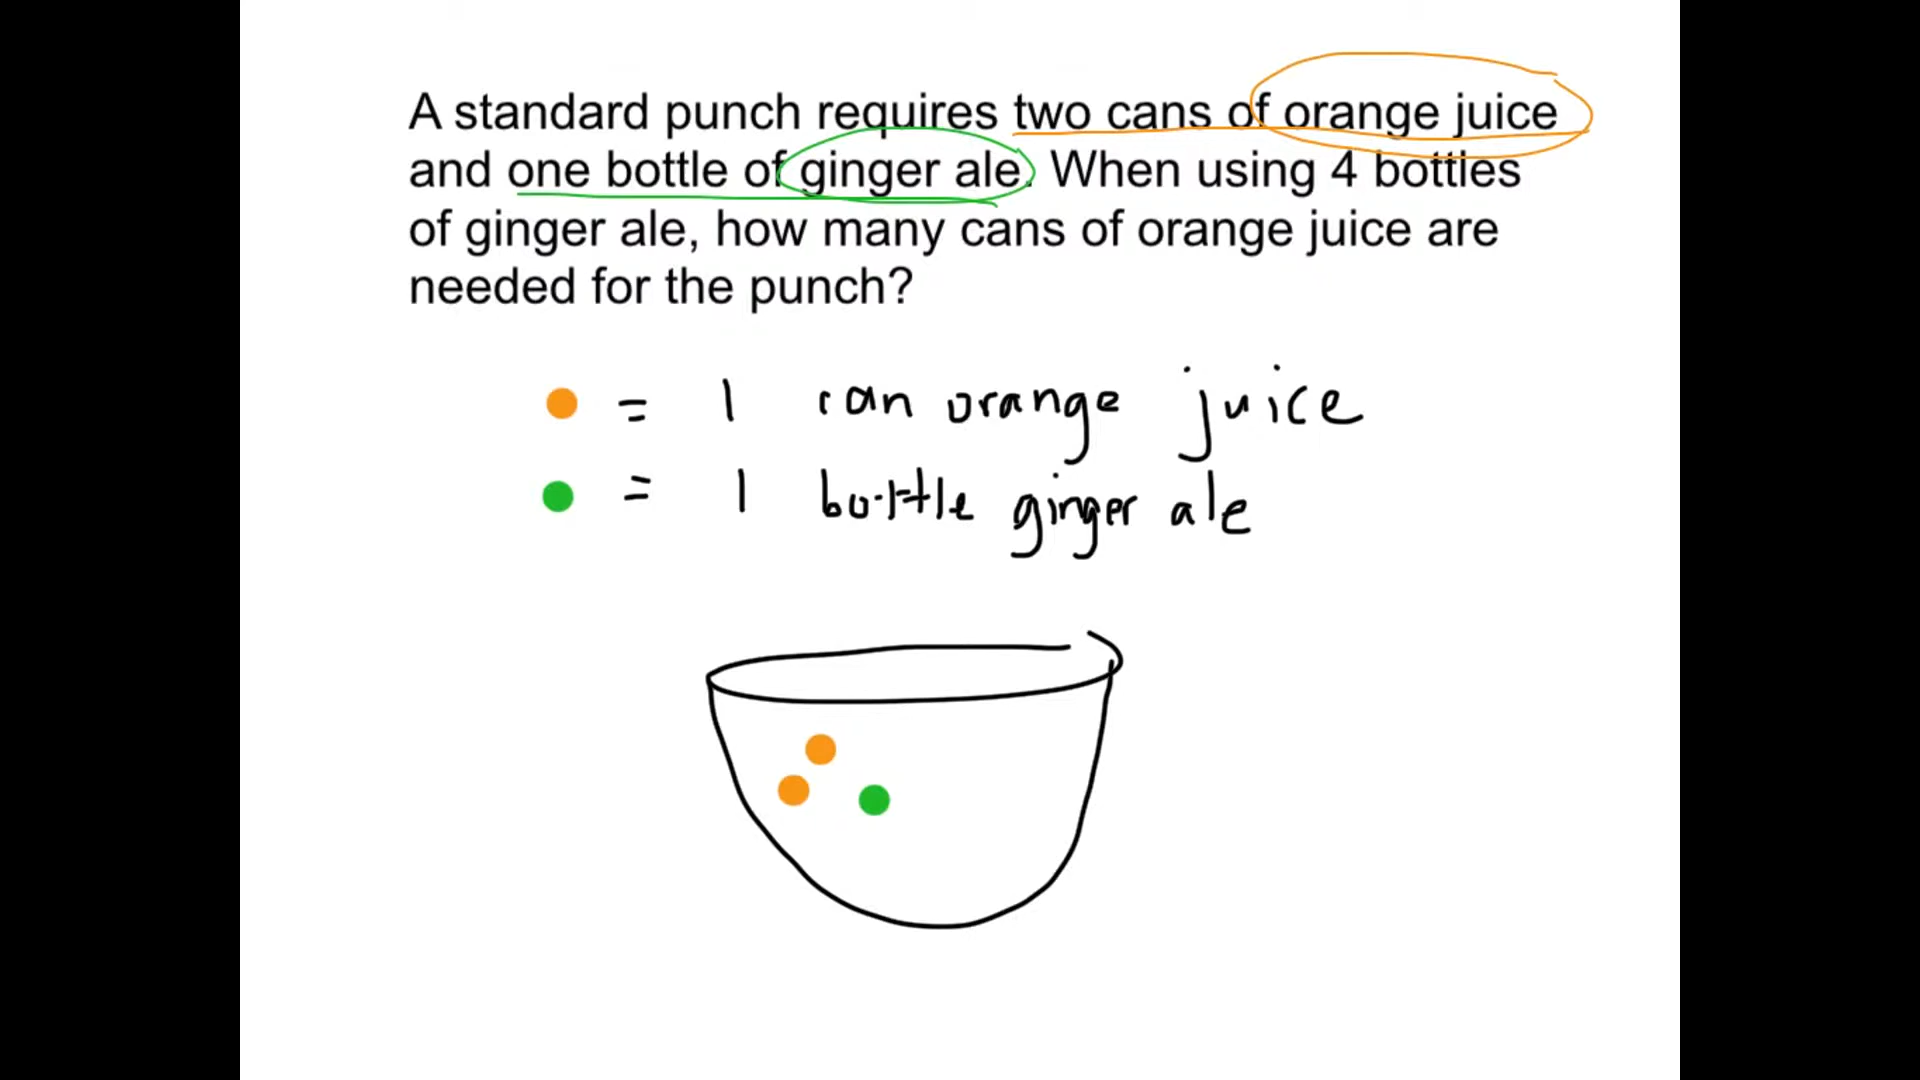 A standard punch requires two cans of orange juice
and one bottle of ginger ale. When using 4 bottles
of ginger ale, how many cans of orange juice are
needed for the punch?
= 1 can orange juice
= 1 bottle ginger ale